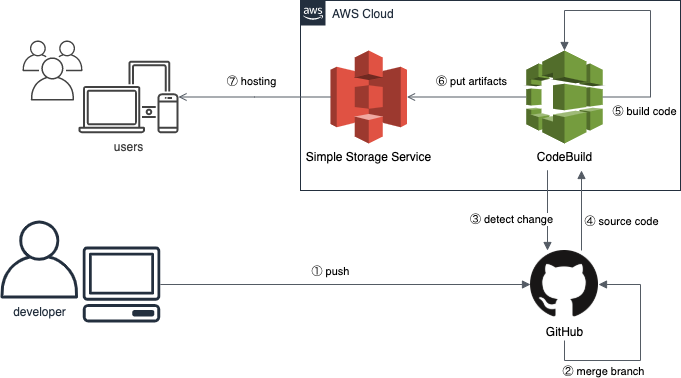 aws
AWS Cloud
⑦ hosting
⑥ put artifacts
⑤ build code
users
Simple Storage Service
CodeBuild
③ detect change
④ source code
① push
developer
GitHub
② merge branch